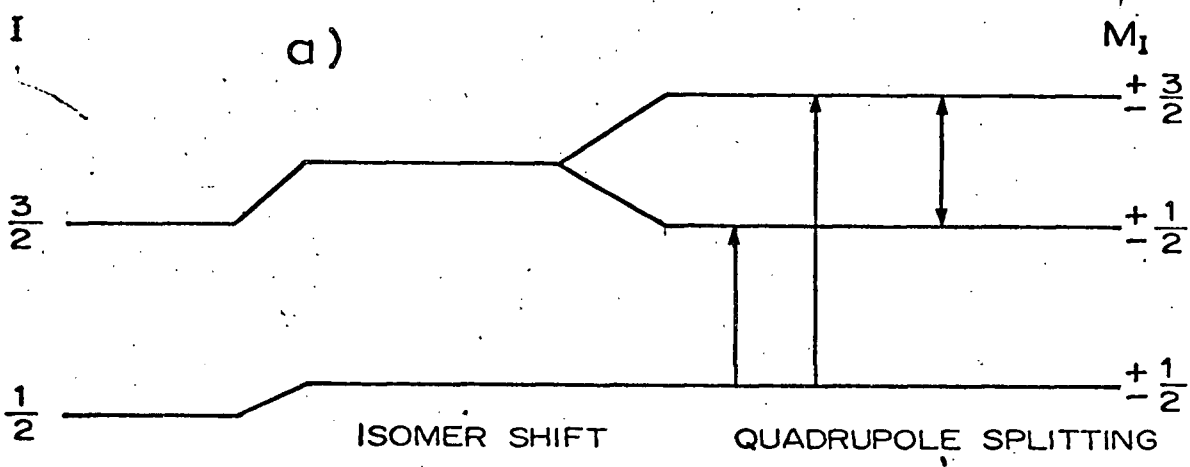 I
a)
M_I
± 3/2
3/2
± 1/2
1/2
± 1/2
ISOMER SHIFT
QUADRUPOLE SPLITTING